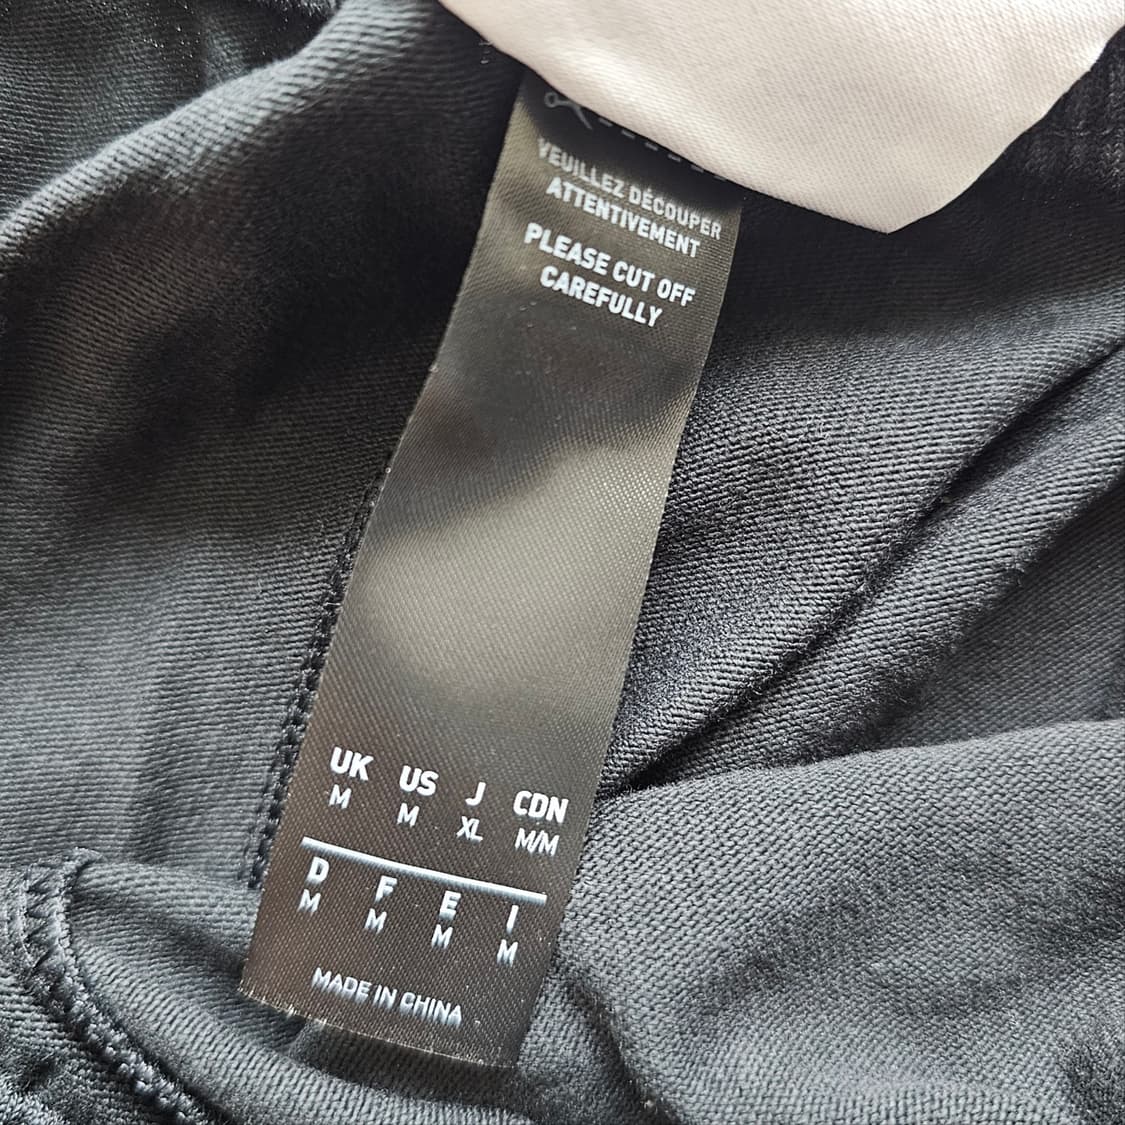 VEUILLEZ DÉCOUPER
ATTENTIVEMENT
PLEASE CUT OFF
CAREFULLY
UK US J CDN
M M XL M/M
D F E I
M M M M
MADE IN CHINA